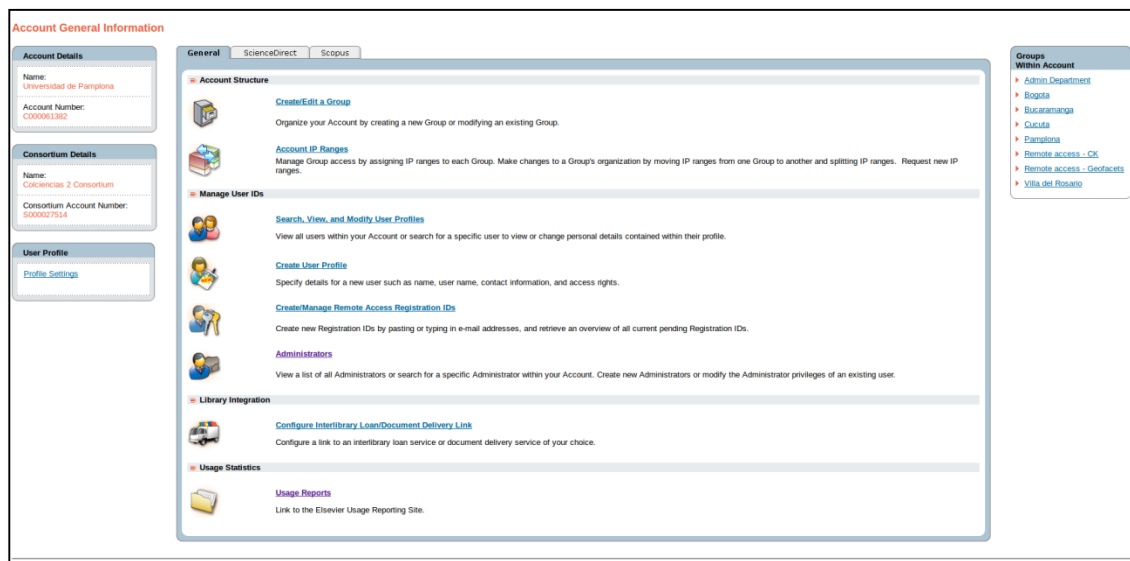 Account General Information
Account Details
Name:
Universidad de Pamplona
Account Number:
C000061382
Consortium Details
Name:
Colciencias 2 Consortium
Consortium Account Number:
S000027514
User Profile
Profile Settings
General ScienceDirect Scopus
Account Structure
Create/Edit a Group
Organize your Account by creating a new Group or modifying an existing Group.
Account IP Ranges
Manage Group access by assigning IP ranges to each Group. Make changes to a Group's organization by moving IP ranges from one Group to another and splitting IP ranges. Request new IP
ranges.
Manage User IDs
Search, View, and Modify User Profiles
View all users within your Account or search for a specific user to view or change personal details contained within their profile.
Create User Profile
Specify details for a new user such as name, user name, contact information, and access rights.
Create/Manage Remote Access Registration IDs
Create new Registration IDs by pasting or typing in e-mail addresses, and retrieve an overview of all current pending Registration IDs.
Administrators
View a list of all Administrators or search for a specific Administrator within your Account. Create new Administrators or modify the Administrator privileges of an existing user.
Library Integration
Configure Interlibrary Loan/Document Delivery Link
Configure a link to an interlibrary loan service or document delivery service of your choice.
Usage Statistics
Usage Reports
Link to the Elsevier Usage Reporting Site.
Groups
Within Account
Admin Department
Bogota
Bucaramanga
Cucuta
Pamplona
Remote access - CK
Remote access - Geofacets
Villa del Rosario